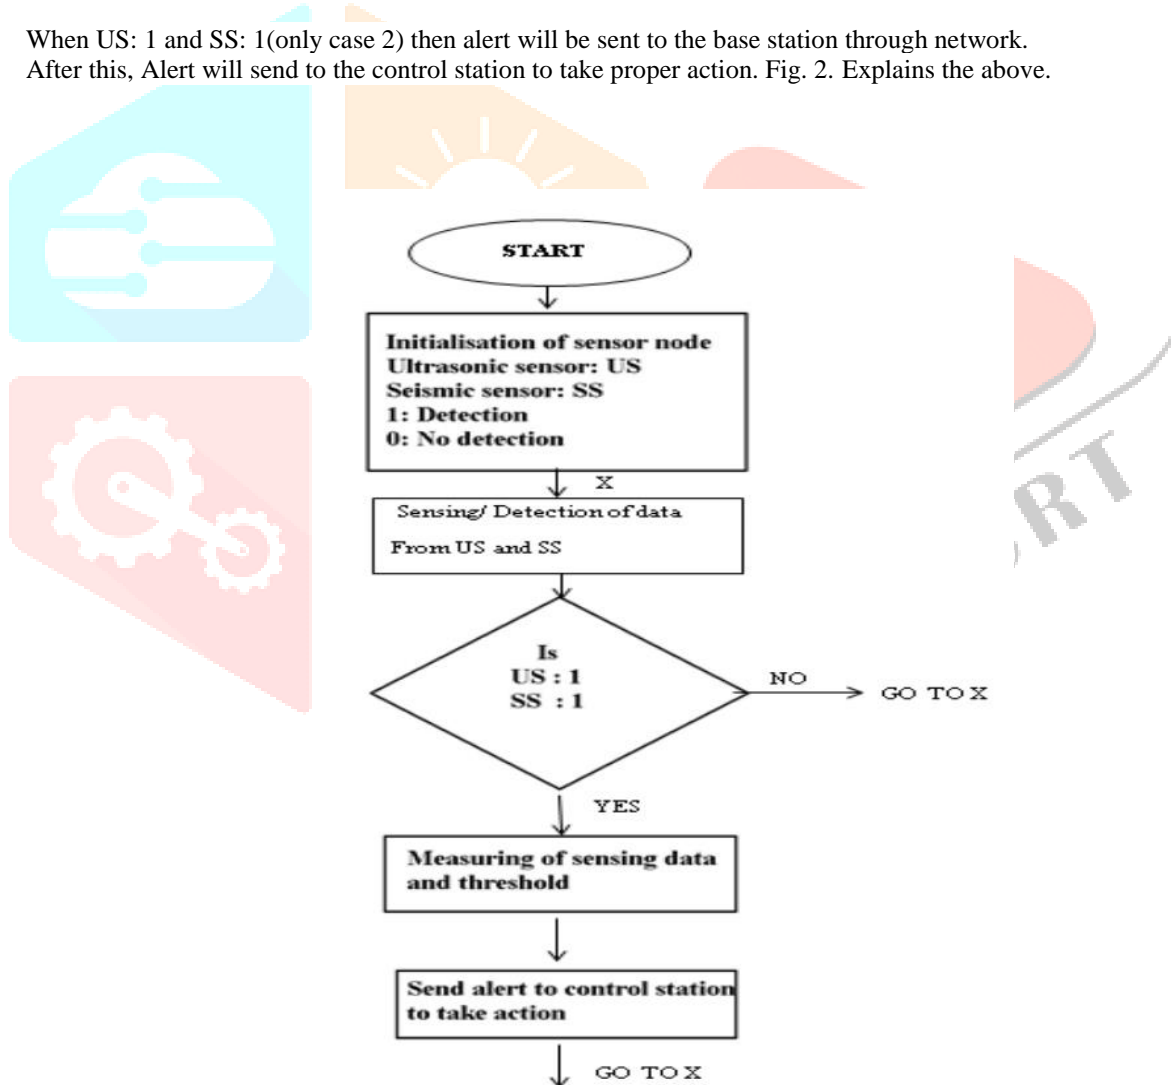 When US: 1 and SS: 1(only case 2) then alert will be sent to the base station through network.
After this, Alert will send to the control station to take proper action. Fig. 2. Explains the above.
START
Initialisation of sensor node
Ultrasonic sensor: US
Seismic sensor: SS
1: Detection
0: No detection
X
Sensing/ Detection of data
From US and SS
Is
US : 1
SS : 1
NO
GO TO X
YES
Measuring of sensing data
and threshold
Send alert to control station
to take action
GO TO X